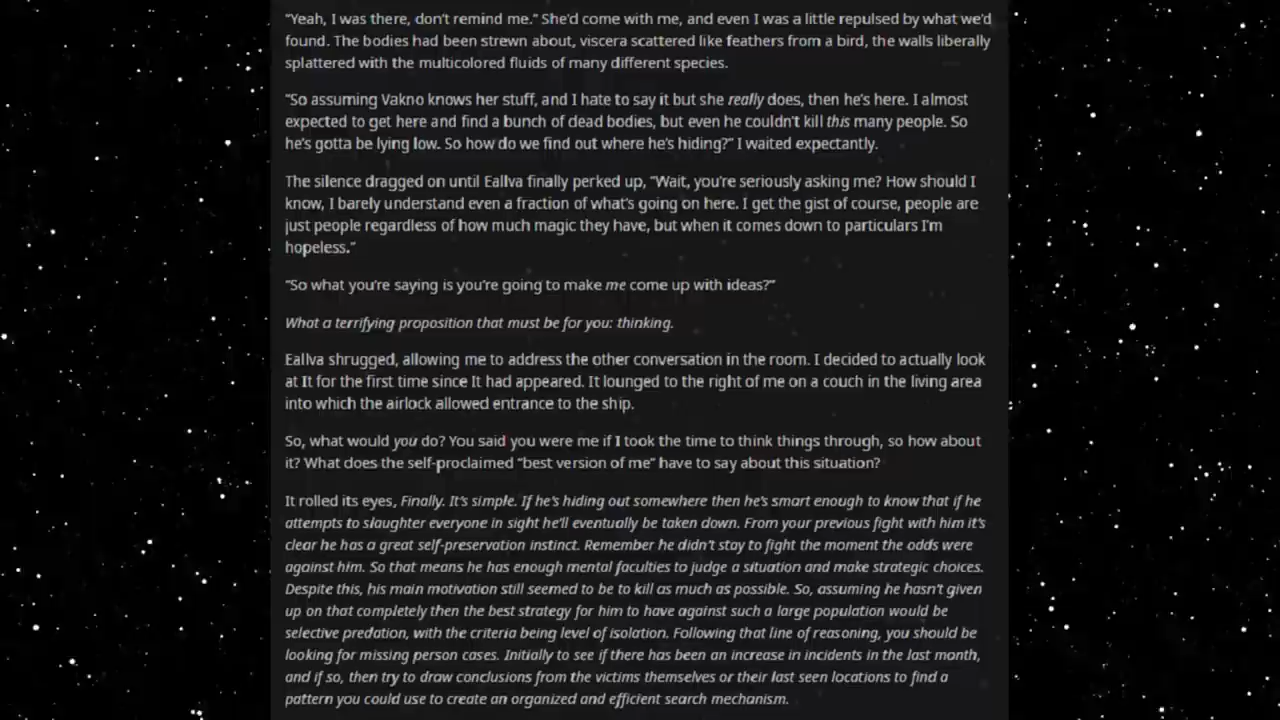 “Yeah, I was there, don’t remind me.” She’d come with me, and even I was a little repulsed by what we’d
found. The bodies had been strewn about, viscera scattered like feathers from a bird, the walls liberally
splattered with the multicolored fluids of many different species.
“So assuming Vakno knows her stuff, and I hate to say it but she really does, then he’s here. I almost
expected to get here and find a bunch of dead bodies, but even he couldn’t kill this many people. So
he’s gotta be lying low. So how do we find out where he’s hiding?” I waited expectantly.
The silence dragged on until Eallva finally perked up, “Wait, you’re seriously asking me? How should I
know, I barely understand even a fraction of what’s going on here. I get the gist of course, people are
just people regardless of how much magic they have, but when it comes down to particulars I’m
hopeless.”
“So what you’re saying is you’re going to make me come up with ideas?”
What a terrifying proposition that must be for you: thinking.
Eallva shrugged, allowing me to address the other conversation in the room. I decided to actually look
at It for the first time since It had appeared. It lounged to the right of me on a couch in the living area
into which the airlock allowed entrance to the ship.
So, what would you do? You said you were me if I took the time to think things through, so how about
it? What does the self-proclaimed “best version of me” have to say about this situation?
It rolled its eyes, Finally. It’s simple. If he’s hiding out somewhere then he’s smart enough to know that if he
attempts to slaughter everyone in sight he’ll eventually be taken down. From your previous fight with him it’s
clear he has a great self-preservation instinct. Remember he didn’t stay to fight the moment the odds were
against him. So that means he has enough mental faculties to judge a situation and make strategic choices.
Despite this, his main motivation still seemed to be to kill as much as possible. So, assuming he hasn’t given
up on that completely then the best strategy for him to have against such a large population would be
selective predation, with the criteria being level of isolation. Following that line of reasoning, you should be
looking for missing person cases. Initially to see if there has been an increase in incidents in the last month,
and if so, then try to draw conclusions from the victims themselves or their last seen locations to find a
pattern you could use to create an organized and efficient search mechanism.